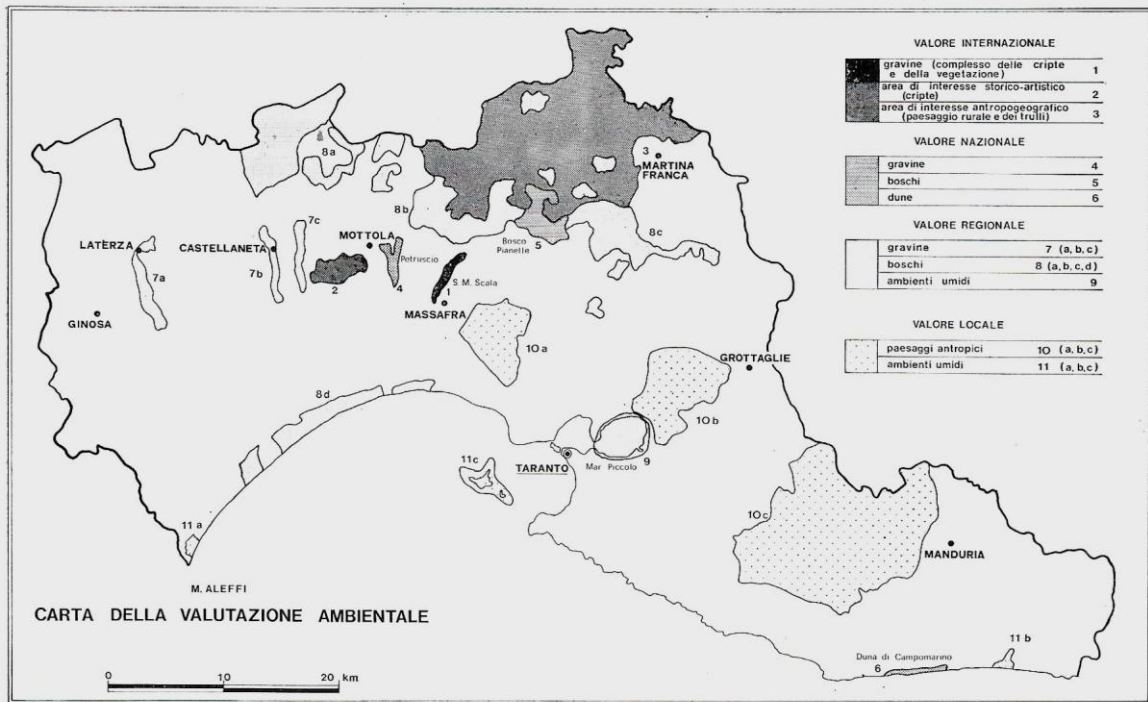 VALORE INTERNAZIONALE
gravine (complesso delle cripte
e della vegetazione) 1
area di interesse storico-artistico
(cripte) 2
area di interesse antropogeografico
(paesaggio rurale e dei trulli) 3
VALORE NAZIONALE
gravine 4
boschi 5
dune 6
VALORE REGIONALE
gravine 7 (a, b, c)
boschi 8 (a, b, c, d)
ambienti umidi 9
VALORE LOCALE
paesaggi antropici 10 (a, b, c)
ambienti umidi 11 (a, b, c)
8a
3
MARTINA
FRANCA
8b
7c
8c
LATERZA
CASTELLANETA
MOTTOLA
Bosco
Pianelle
5
Petruscio
7a
7b
2
4
S. M. Scala
1
MASSAFRA
GINOSA
10a
GROTTAGLIE
8d
10b
11c
TARANTO
Mar Piccolo
9
11a
10c
MANDURIA
M. ALEFFI
CARTA DELLA VALUTAZIONE AMBIENTALE
Duna di Campomarino
6
11 b
0 10 20 km